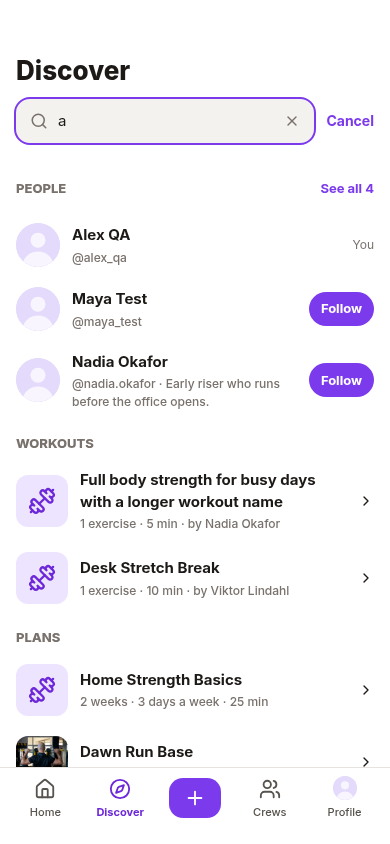 Discover
a
Cancel
PEOPLE
See all 4
Alex QA
@alex_qa
You
Maya Test
@maya_test
Follow
Nadia Okafor
@nadia.okafor · Early riser who runs
before the office opens.
Follow
WORKOUTS
Full body strength for busy days
with a longer workout name
1 exercise · 5 min · by Nadia Okafor
Desk Stretch Break
1 exercise · 10 min · by Viktor Lindahl
PLANS
Home Strength Basics
2 weeks · 3 days a week · 25 min
Dawn Run Base
Home
Discover
Crews
Profile